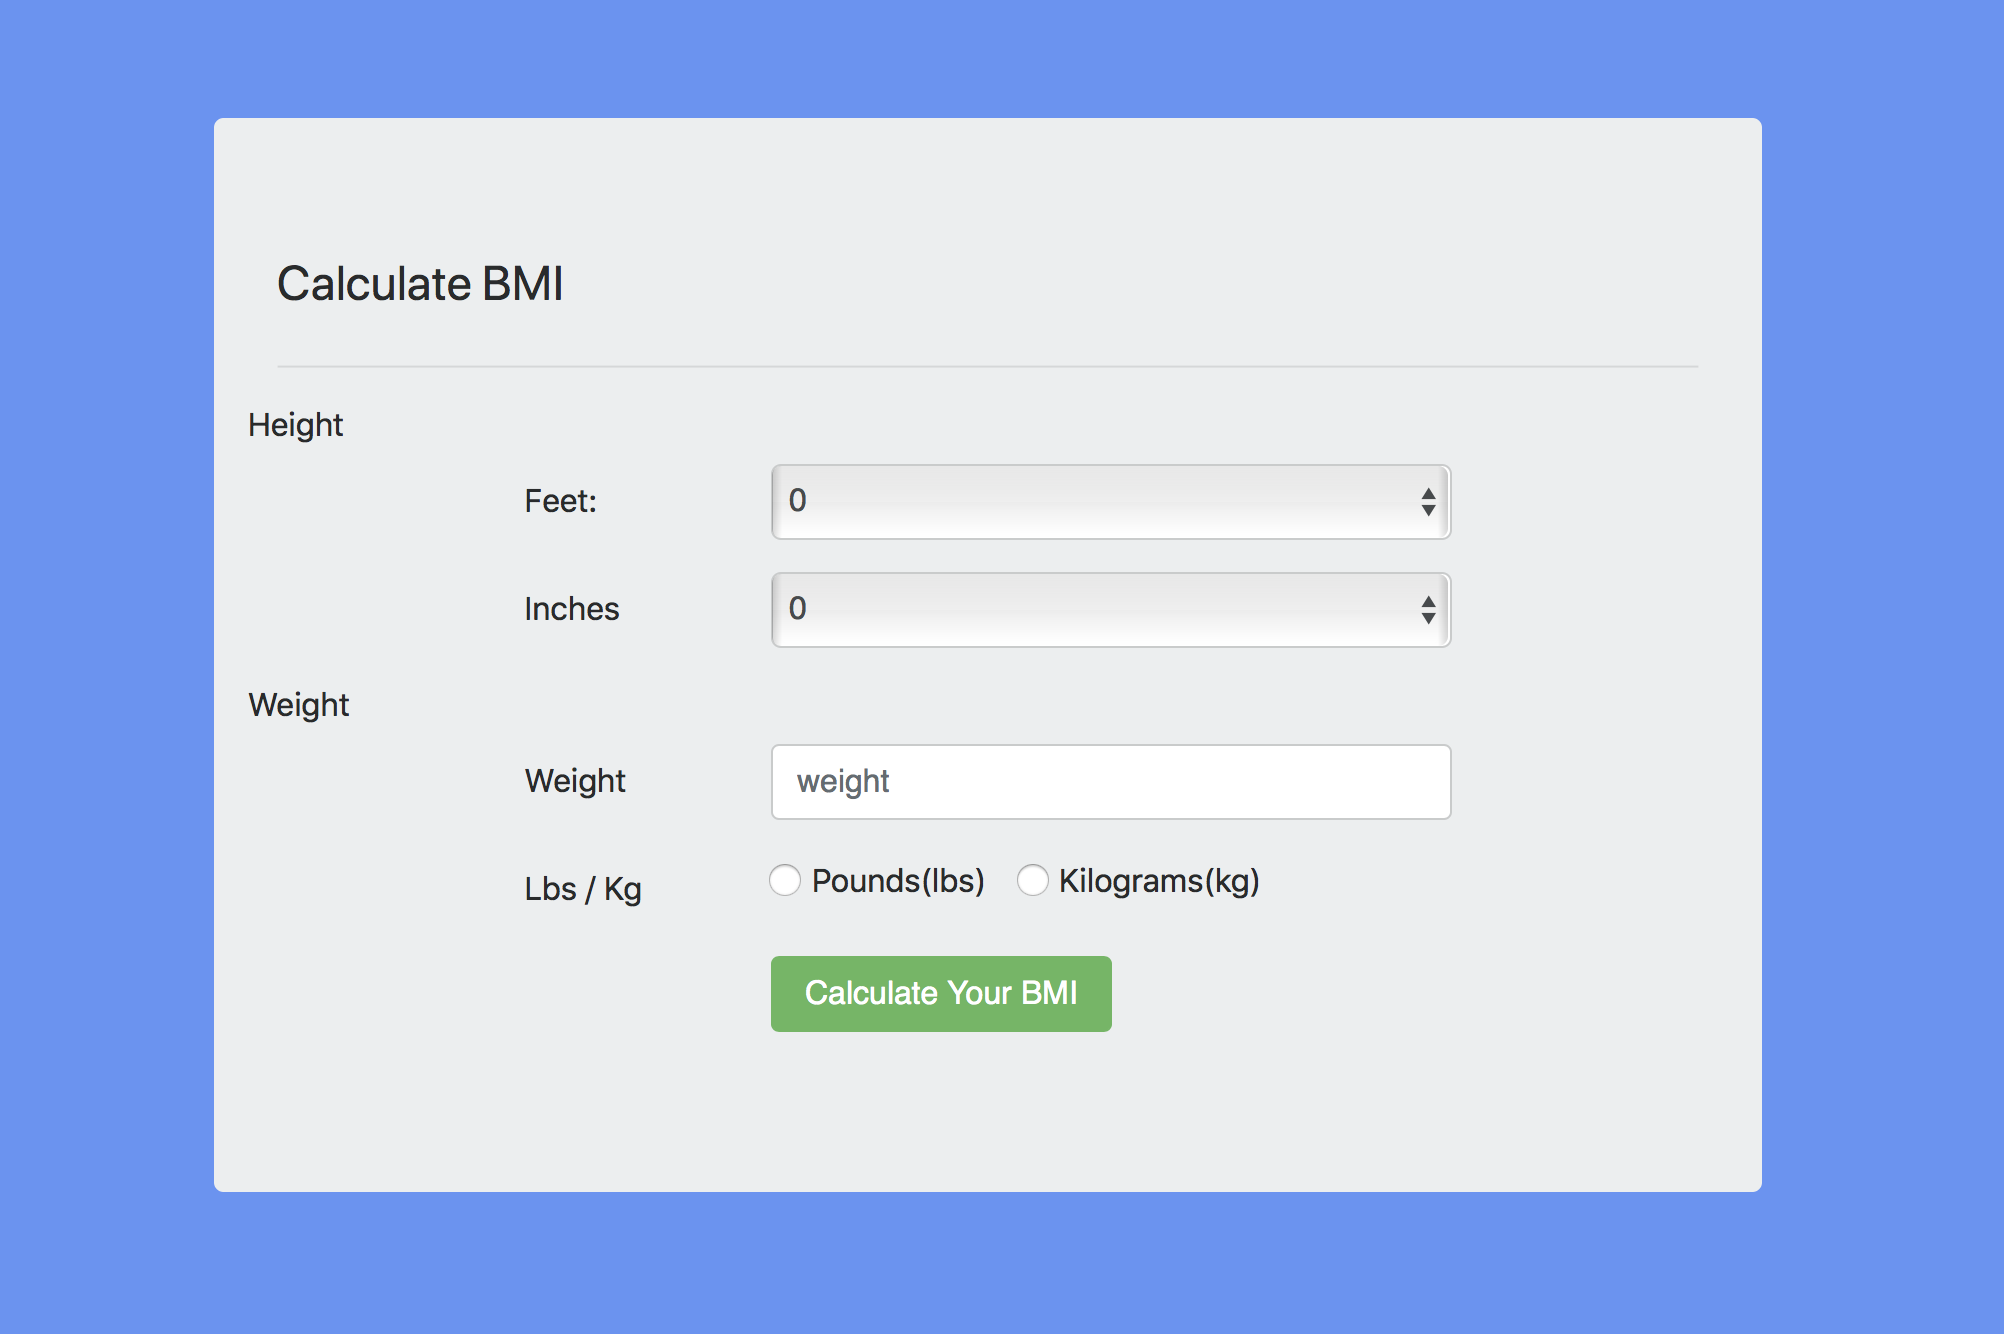 Calculate BMI
Height
Feet: 0
Inches 0
Weight
Weight weight
Lbs / Kg Pounds(lbs) Kilograms(kg)
Calculate Your BMI